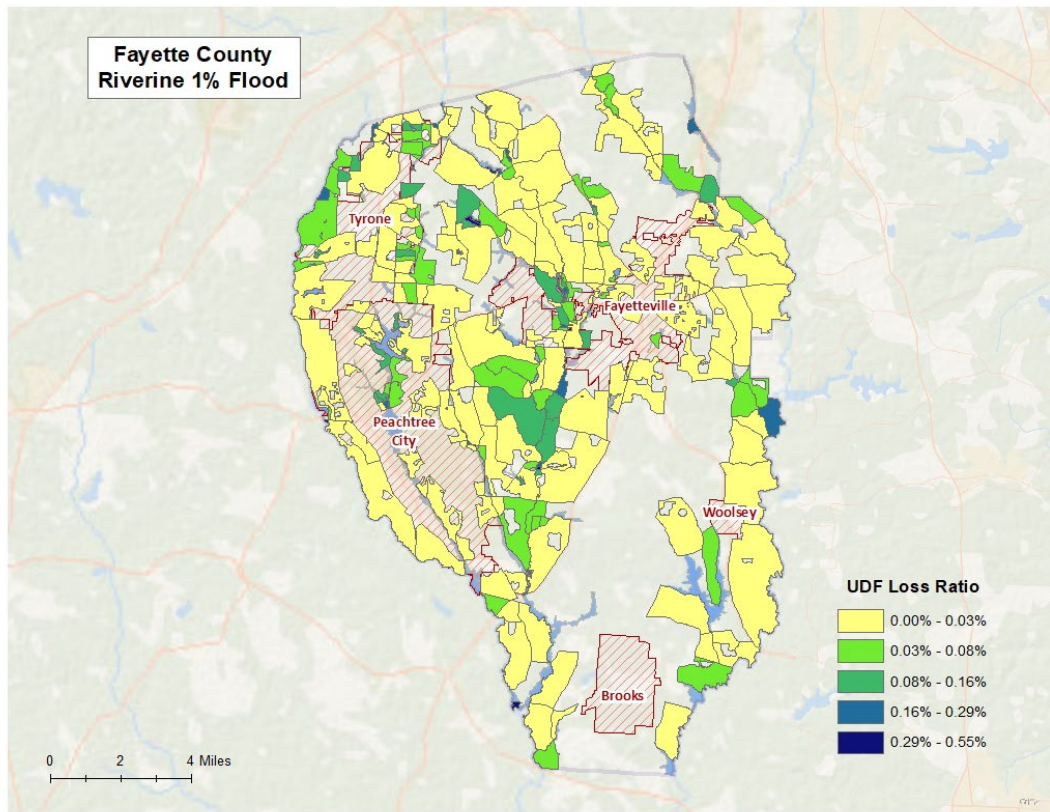 Fayette County
Riverine 1% Flood
Tyrone
Fayetteville
Peachtree
City
Woolsey
Brooks
UDF Loss Ratio
0.00% - 0.03%
0.03% - 0.08%
0.08% - 0.16%
0.16% - 0.29%
0.29% - 0.55%
0 2 4 Miles